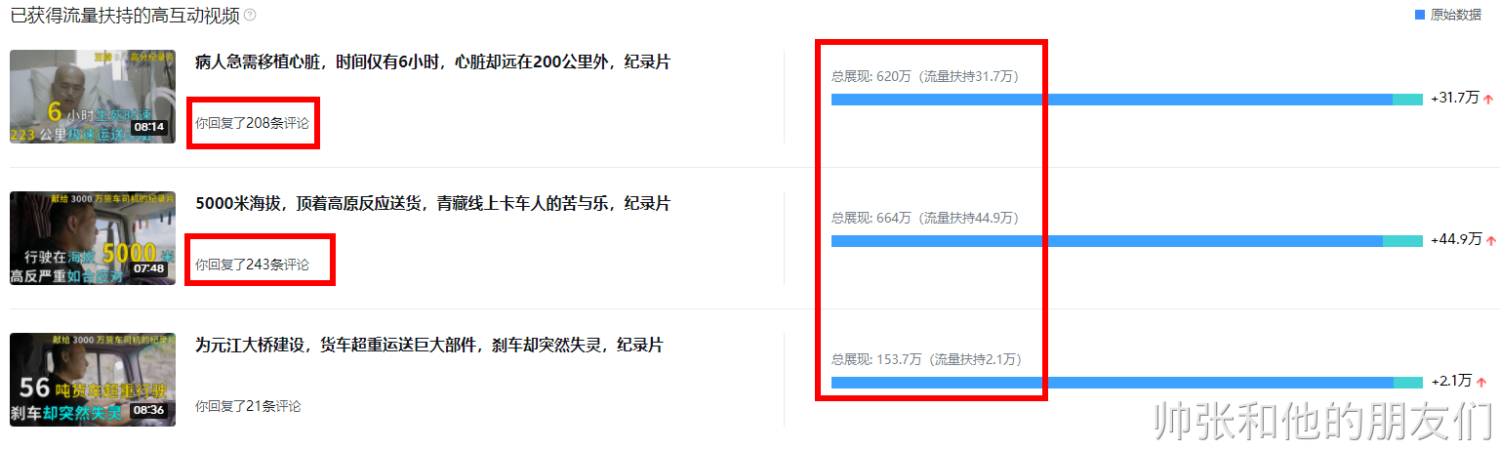 已获得流量扶持的高互动视频
原始数据
病人急需移植心脏，时间仅有6小时，心脏却远在200公里外，纪录片
你回复了208条评论
总展现: 620万（流量扶持31.7万）
+31.7万
6小时
08:14
223公里极速运送
5000米海拔，顶着高原反应送货，青藏线上卡车人的苦与乐，纪录片
你回复了243条评论
总展现: 664万（流量扶持44.9万）
+44.9万
献给 3000 万货车司机的纪录片
行驶在海拔 5000 米
07:48
高反严重如
为元江大桥建设，货车超重运送巨大部件，刹车却突然失灵，纪录片
你回复了21条评论
总展现: 153.7万（流量扶持2.1万）
+2.1万
献给 3000 万货车司机的纪录片
56 吨货车超重行驶
刹车却突然失灵
08:36
帅张和他的朋友们